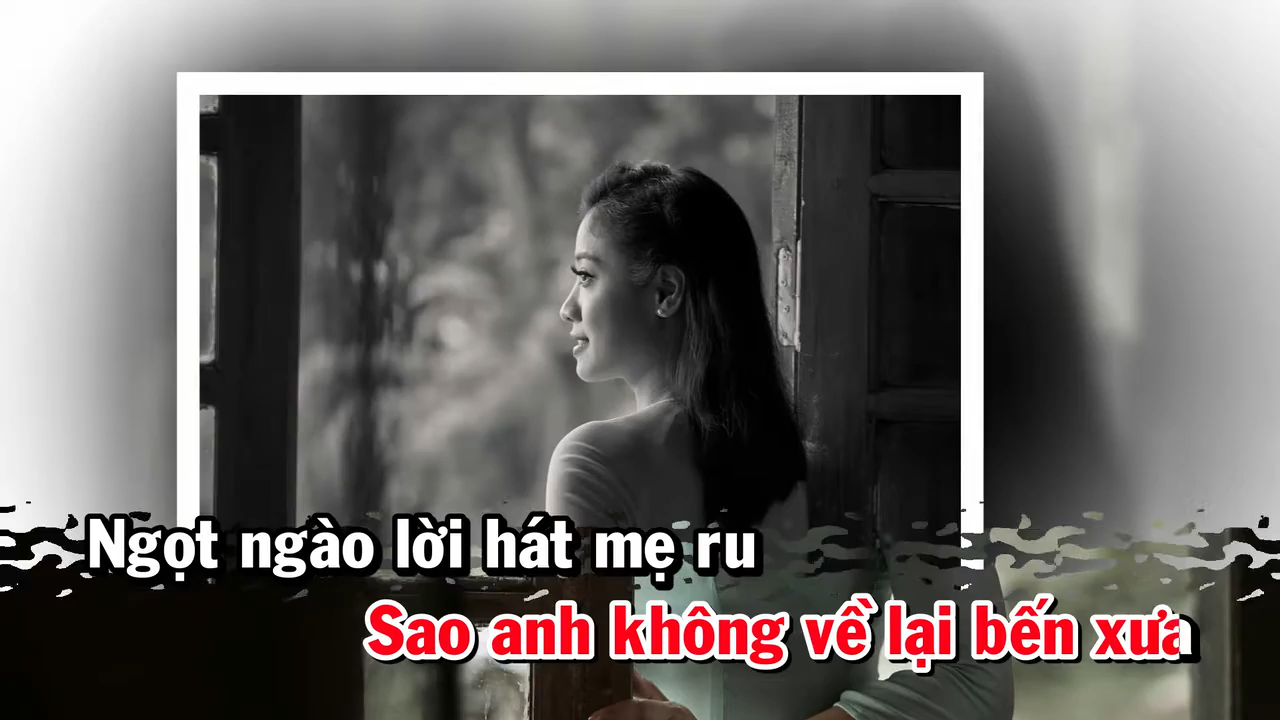 Ngọt ngào lời hát mẹ ru
Sao anh không về lại bến xưa